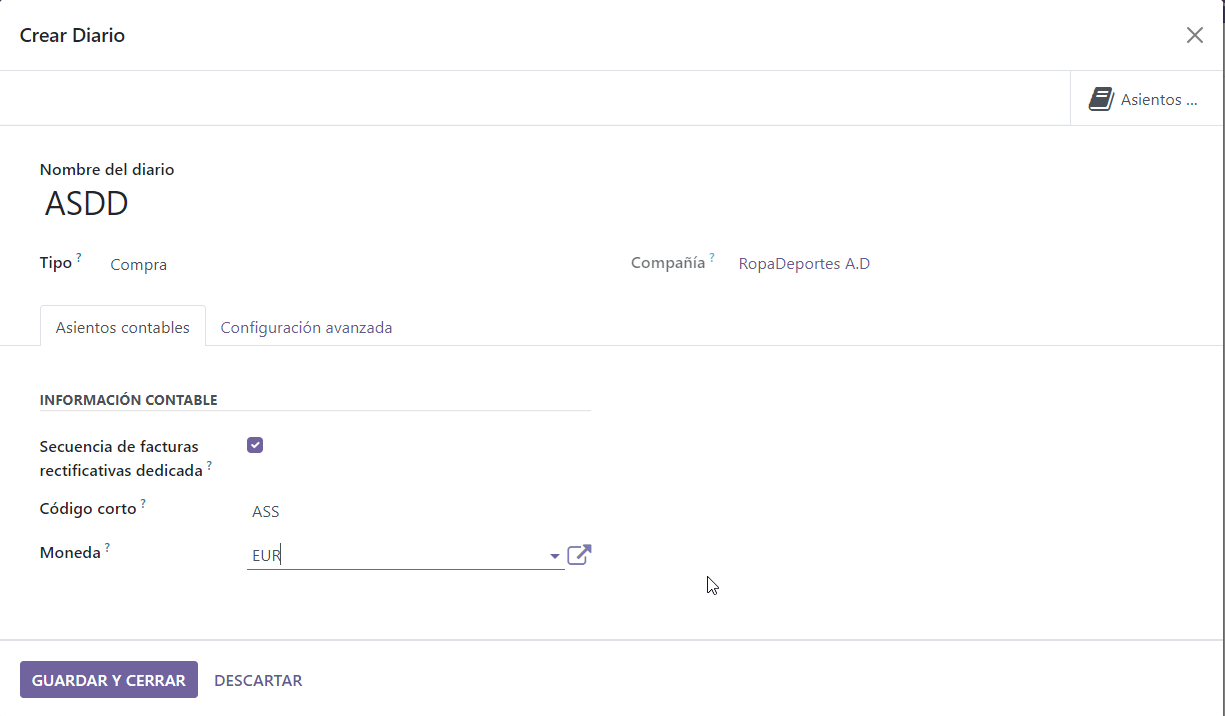 Crear Diario
Asientos ...
Nombre del diario
ASDD
Tipo ? Compra
Compañía ? RopaDeportes A.D
Asientos contables Configuración avanzada
INFORMACIÓN CONTABLE
Secuencia de facturas
rectificativas dedicada ?
Código corto ? ASS
Moneda ? EUR
GUARDAR Y CERRAR DESCARTAR